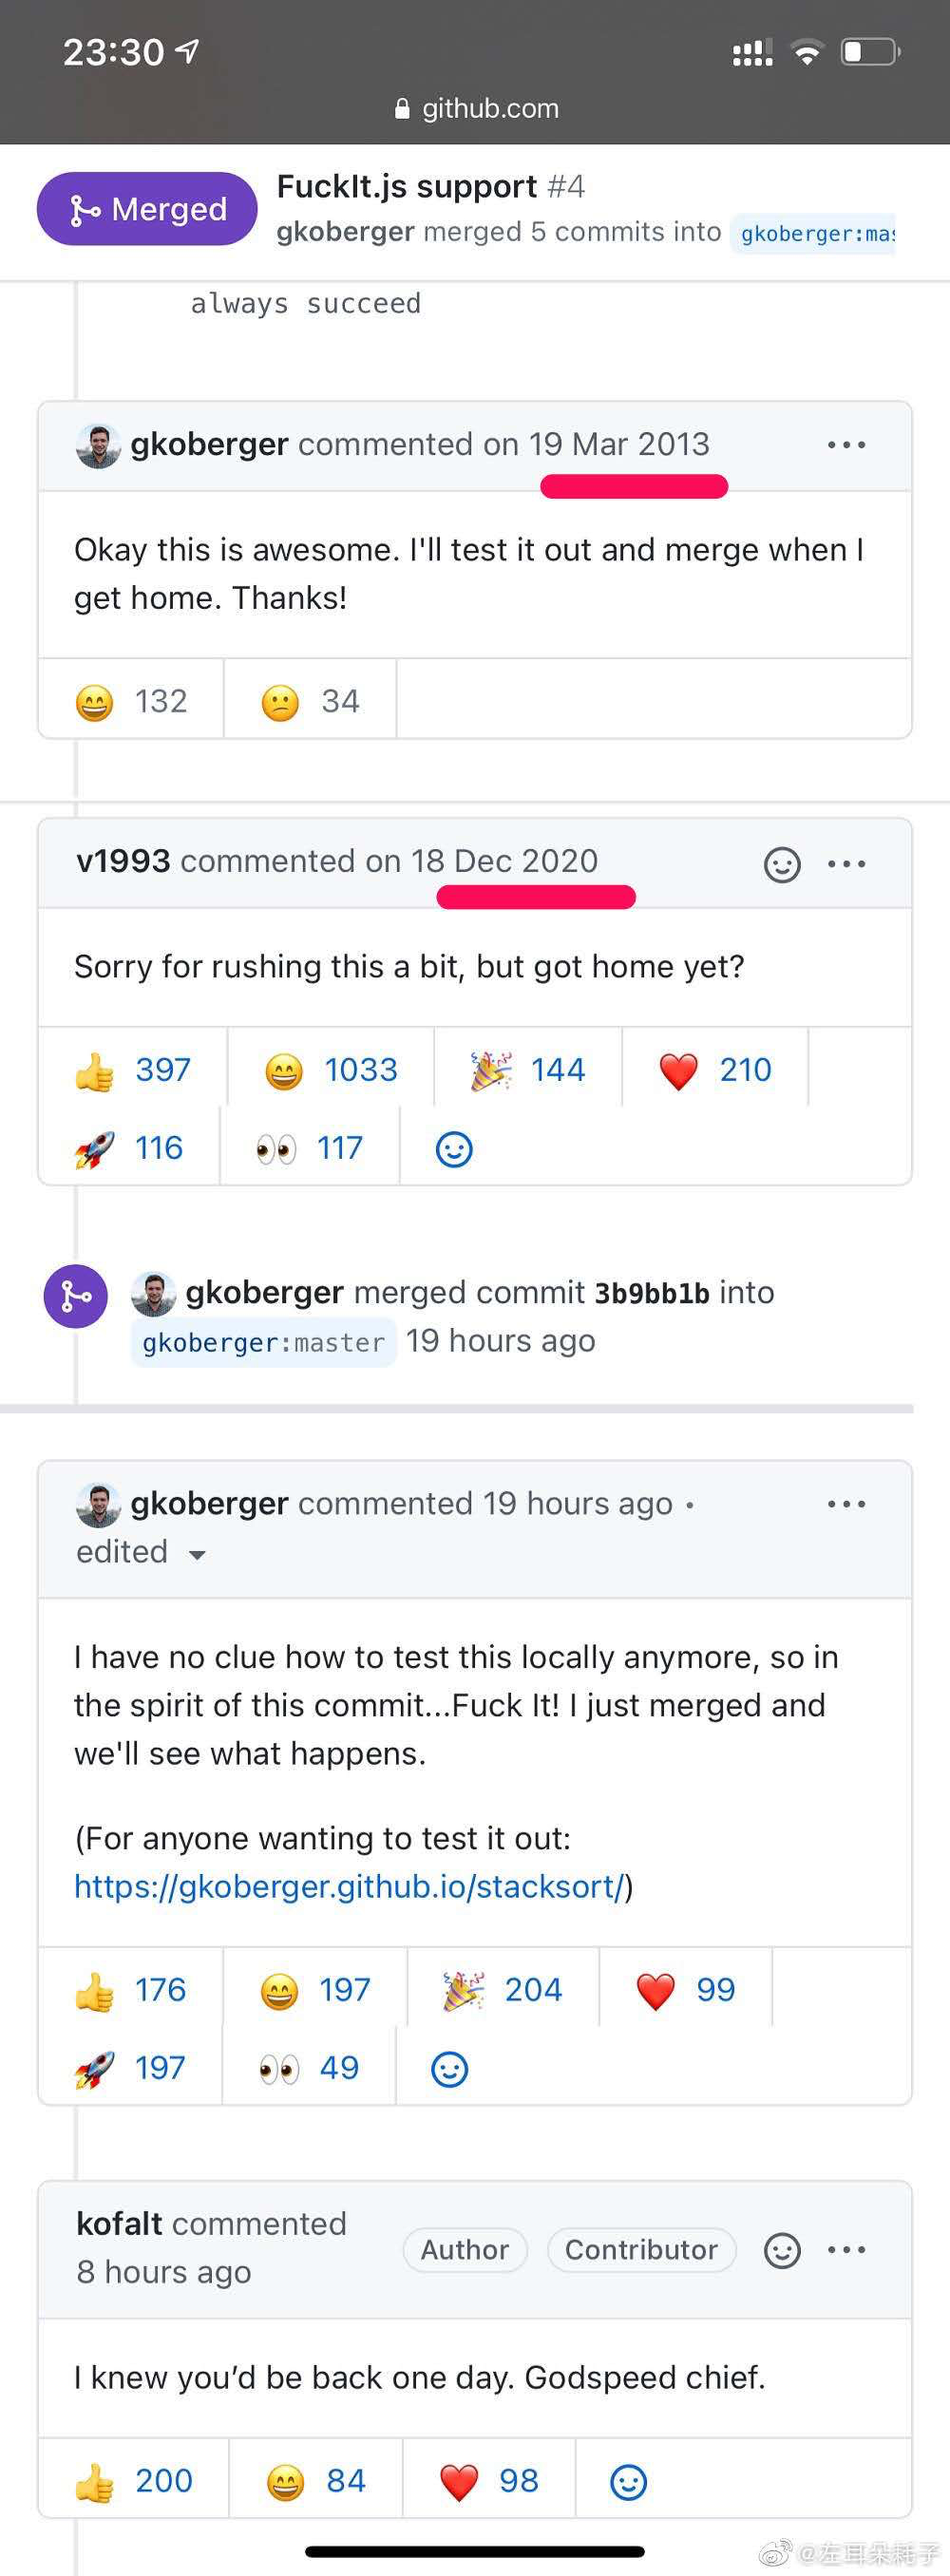 23:30
github.com
Merged
FuckIt.js support #4
gkoberger merged 5 commits into gkoberger:mas
always succeed
gkoberger commented on 19 Mar 2013
Okay this is awesome. I'll test it out and merge when I
get home. Thanks!
132 34
v1993 commented on 18 Dec 2020
Sorry for rushing this a bit, but got home yet?
397 1033 144 210
116 117
gkoberger merged commit 3b9bb1b into
gkoberger:master 19 hours ago
gkoberger commented 19 hours ago •
edited
I have no clue how to test this locally anymore, so in
the spirit of this commit...Fuck It! I just merged and
we'll see what happens.
(For anyone wanting to test it out:
https://gkoberger.github.io/stacksort/)
176 197 204 99
197 49
kofalt commented
8 hours ago
Author Contributor
I knew you’d be back one day. Godspeed chief.
200 84 98
@左耳朵耗子